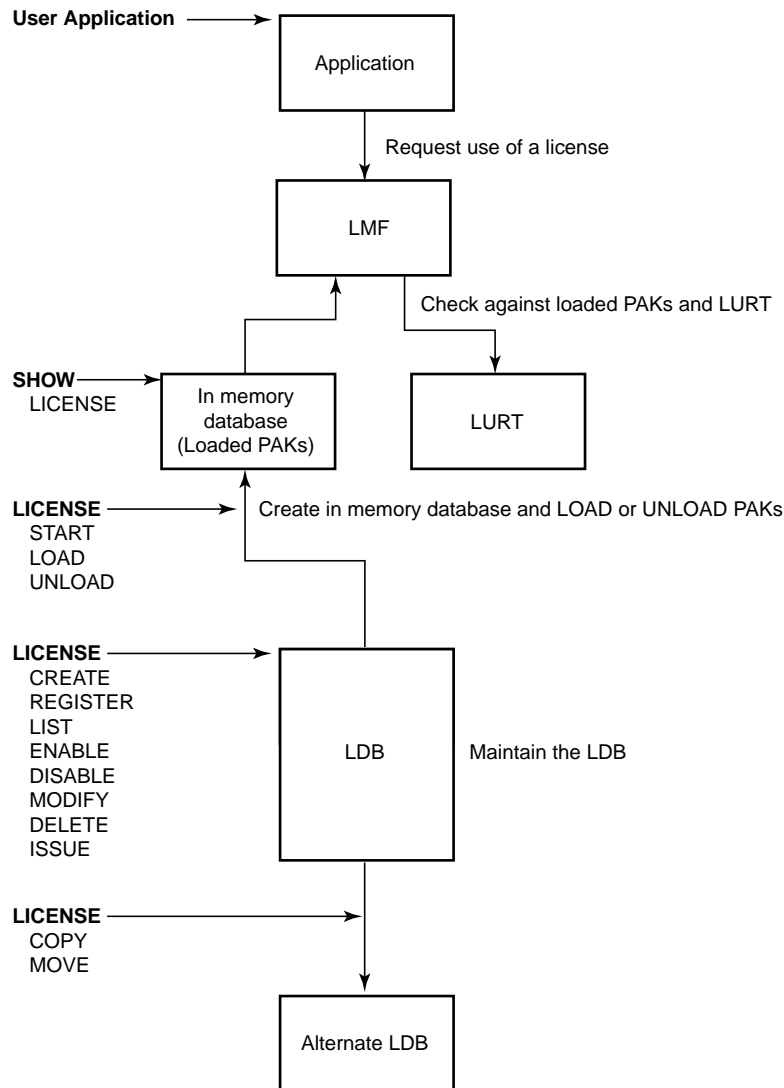 User Application
Application
Request use of a license
LMF
Check against loaded PAKs and LURT
SHOW
LICENSE
In memory
database
(Loaded PAKs)
LURT
LICENSE
START
LOAD
UNLOAD
Create in memory database and LOAD or UNLOAD PAKs
LICENSE
CREATE
REGISTER
LIST
ENABLE
DISABLE
MODIFY
DELETE
ISSUE
LDB
Maintain the LDB
LICENSE
COPY
MOVE
Alternate LDB